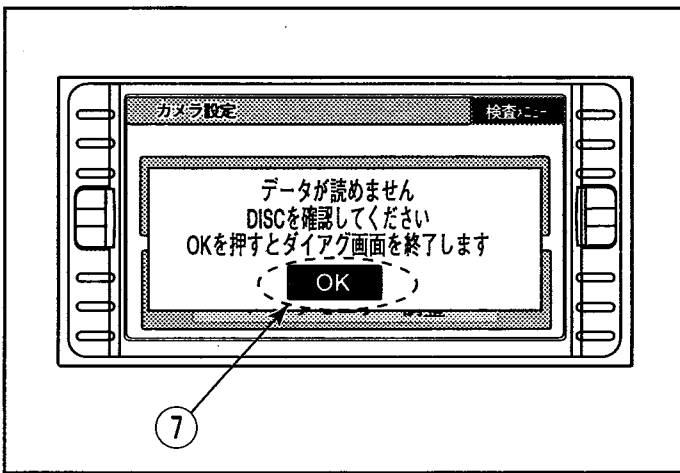 カメラ設定
検査メニュー
データが読めません
DISCを確認してください
OKを押すとダイアグ画面を終了します
OK
調整
⑦